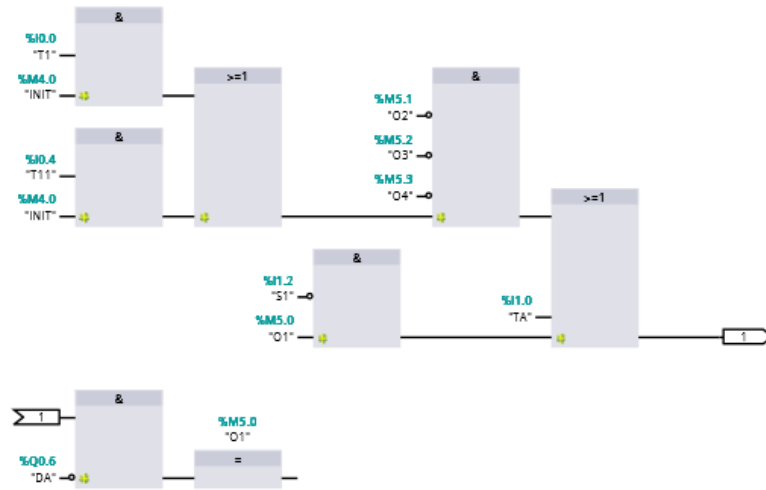 &
%I0.0
"T1"
%M4.0
"INIT"
>=1
&
%I0.4
"T11"
%M4.0
"INIT"
&
%M5.1
"O2"
%M5.2
"O3"
%M5.3
"O4"
>=1
&
%I1.2
"S1"
%M5.0
"O1"
%I1.0
"TA"
1
1
&
%Q0.6
"DA"
%M5.0
"O1"
=